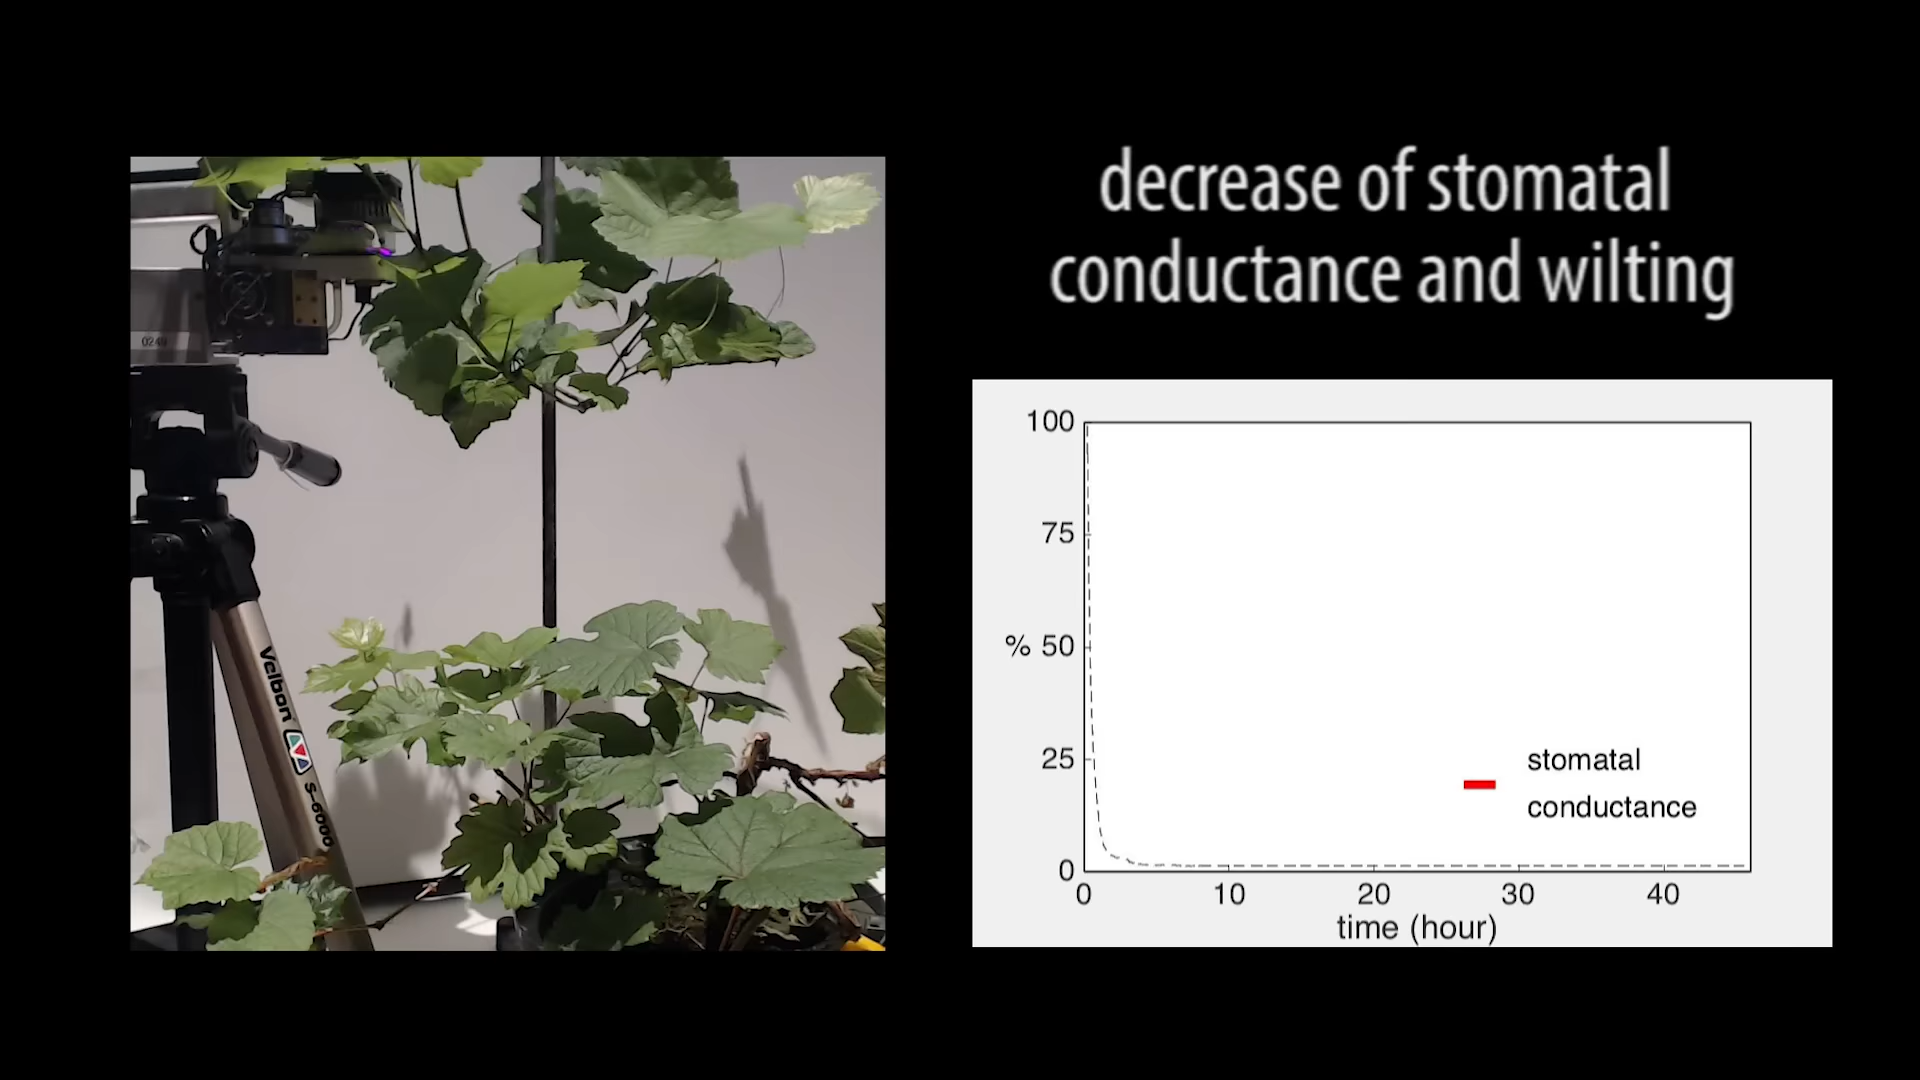 decrease of stomatal
conductance and wilting
0249
Velbon
S-6000
100
75
% 50
25
0
0 10 20 30 40
time (hour)
stomatal
conductance